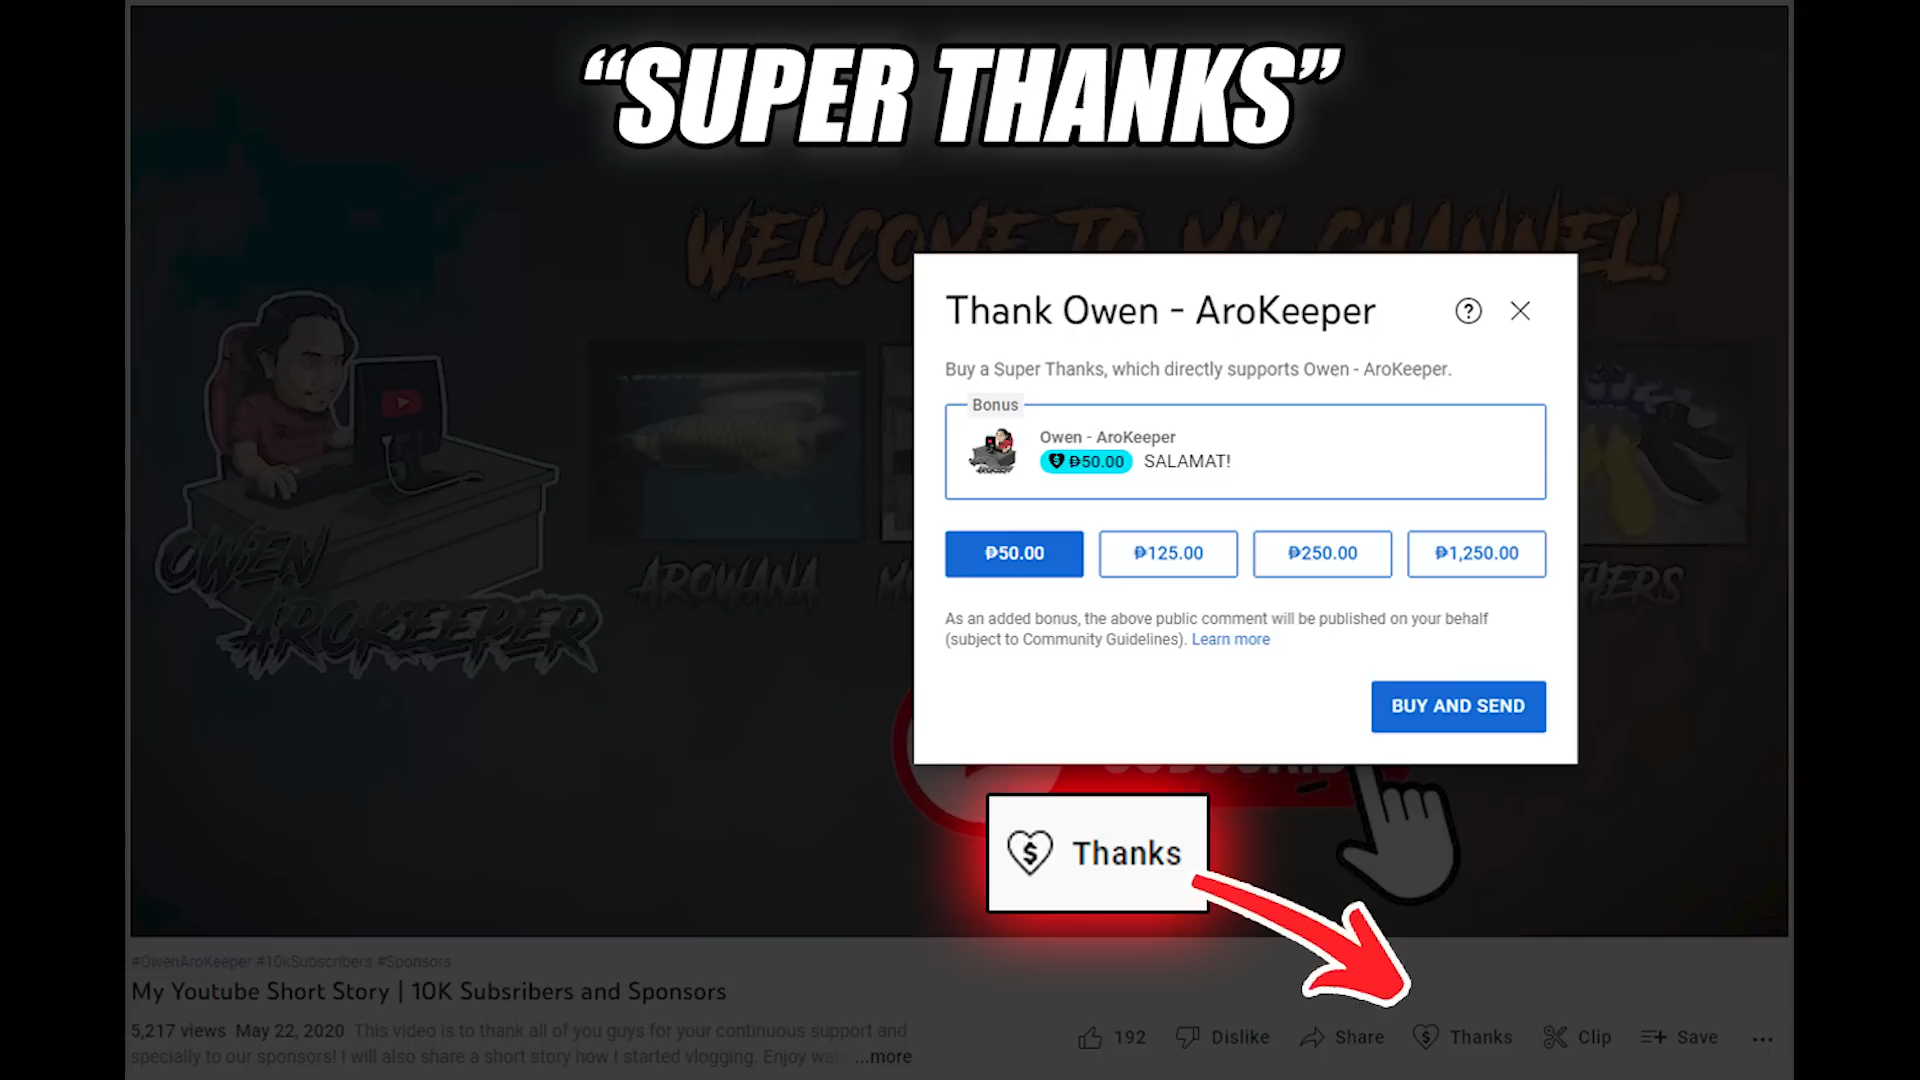 “SUPER THANKS”
WELCOME TO MY CHANNEL!
Thank Owen - AroKeeper
Buy a Super Thanks, which directly supports Owen - AroKeeper.
Bonus
Owen - AroKeeper
₱50.00 SALAMAT!
₱50.00 ₱125.00 ₱250.00 ₱1,250.00
As an added bonus, the above public comment will be published on your behalf
(subject to Community Guidelines). Learn more
BUY AND SEND
OWEN
AROKEEPER
AROWANA
Thanks
#OwenAroKeeper #10kSubscribers #Sponsors
My Youtube Short Story | 10K Subsribers and Sponsors
5,217 views May 22, 2020 This video is to thank all of you guys for your continuous support and
specially to our sponsors! I will also share a short story how I started vlogging. Enjoy ...more
192 Dislike Share Thanks Clip Save